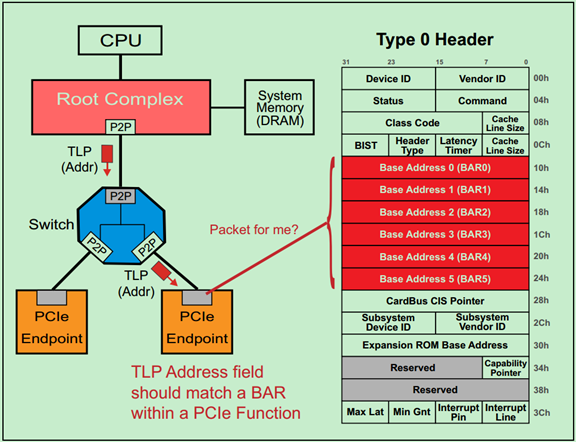 CPU
Root Complex
P2P
System
Memory
(DRAM)
TLP
(Addr)
P2P
Switch
P2P
P2P
TLP
(Addr)
Packet for me?
PCIe
Endpoint
PCIe
Endpoint
TLP Address field
should match a BAR
within a PCIe Function
Type 0 Header
31 23 15 7 0
Device ID Vendor ID 00h
Status Command 04h
Class Code Cache
Line Size 08h
BIST Header
Type Latency
Timer Cache
Line Size 0Ch
Base Address 0 (BAR0) 10h
Base Address 1 (BAR1) 14h
Base Address 2 (BAR2) 18h
Base Address 3 (BAR3) 1Ch
Base Address 4 (BAR4) 20h
Base Address 5 (BAR5) 24h
CardBus CIS Pointer 28h
Subsystem
Device ID Subsystem
Vendor ID 2Ch
Expansion ROM Base Address 30h
Reserved Capability
Pointer 34h
Reserved 38h
Max Lat Min Gnt Interrupt
Pin Interrupt
Line 3Ch